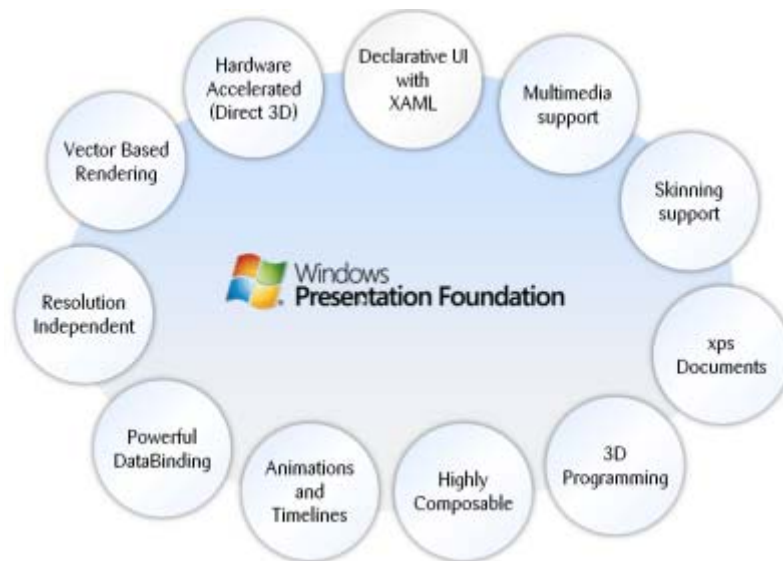 Declarative UI
with
XAML
Multimedia
support
Skinning
support
xps
Documents
3D
Programming
Highly
Composable
Animations
and
Timelines
Powerful
DataBinding
Resolution
Independent
Vector Based
Rendering
Hardware
Accelerated
(Direct 3D)
Windows
Presentation Foundation